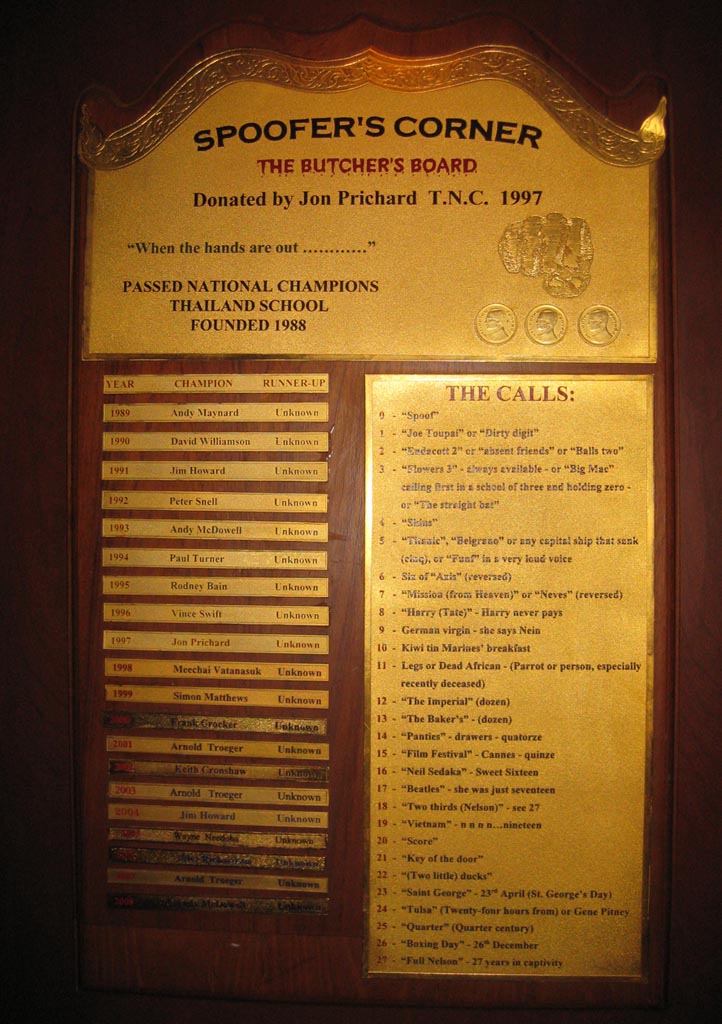 SPOOFER'S CORNER
THE BUTCHER'S BOARD
Donated by Jon Prichard T.N.C. 1997
"When the hands are out ............"
PASSED NATIONAL CHAMPIONS
THAILAND SCHOOL
FOUNDED 1988
YEAR CHAMPION RUNNER-UP
1989 Andy Maynard Unknown
1990 David Williamson Unknown
1991 Jim Howard Unknown
1992 Peter Snell Unknown
1993 Andy McDowell Unknown
1994 Paul Turner Unknown
1995 Rodney Bain Unknown
1996 Vince Swift Unknown
1997 Jon Prichard Unknown
1998 Meechai Vatanasuk Unknown
1999 Simon Matthews Unknown
Frank Crocker Unknown
2001 Arnold Troeger Unknown
Keith Cronshaw Unknown
2003 Arnold Troeger Unknown
2004 Jim Howard Unknown
Wayne Unknown
Unknown
Arnold Troeger Unknown
2008 McDowell Unknown
THE CALLS:
0 - "Spoof"
1 - "Joe Toupai" or "Dirty digit"
2 - "Endacott 2" or "absent friends" or "Balls two"
3 - "Flowers 3" - always available - or "Big Mac"
calling first in a school of three and holding zero -
or "The straight bat"
4 - "Skins"
5 - "Titanic", "Belgrano" or any capital ship that sank
(cinq), or "Funf" in a very loud voice
6 - Six of "Axis" (reversed)
7 - "Mission (from Heaven)" or "Neves" (reversed)
8 - "Harry (Tate)" - Harry never pays
9 - German virgin - she says Nein
10 - Kiwi tin Marines' breakfast
11 - Legs or Dead African - (Parrot or person, especially
recently deceased)
12 - "The Imperial" (dozen)
13 - "The Baker's" - (dozen)
14 - "Panties" - drawers - quatorze
15 - "Film Festival" - Cannes - quinze
16 - "Neil Sedaka" - Sweet Sixteen
17 - "Beatles" - she was just seventeen
18 - "Two thirds (Nelson)" - see 27
19 - "Vietnam" - n n n n...nineteen
20 - "Score"
21 - "Key of the door"
22 - "(Two little) ducks"
23 - "Saint George" - 23rd April (St. George's Day)
24 - "Tulsa" (Twenty-four hours from) or Gene Pitney
25 - "Quarter" (Quarter century)
26 - "Boxing Day" - 26th December
27 - "Full Nelson" - 27 years in captivity